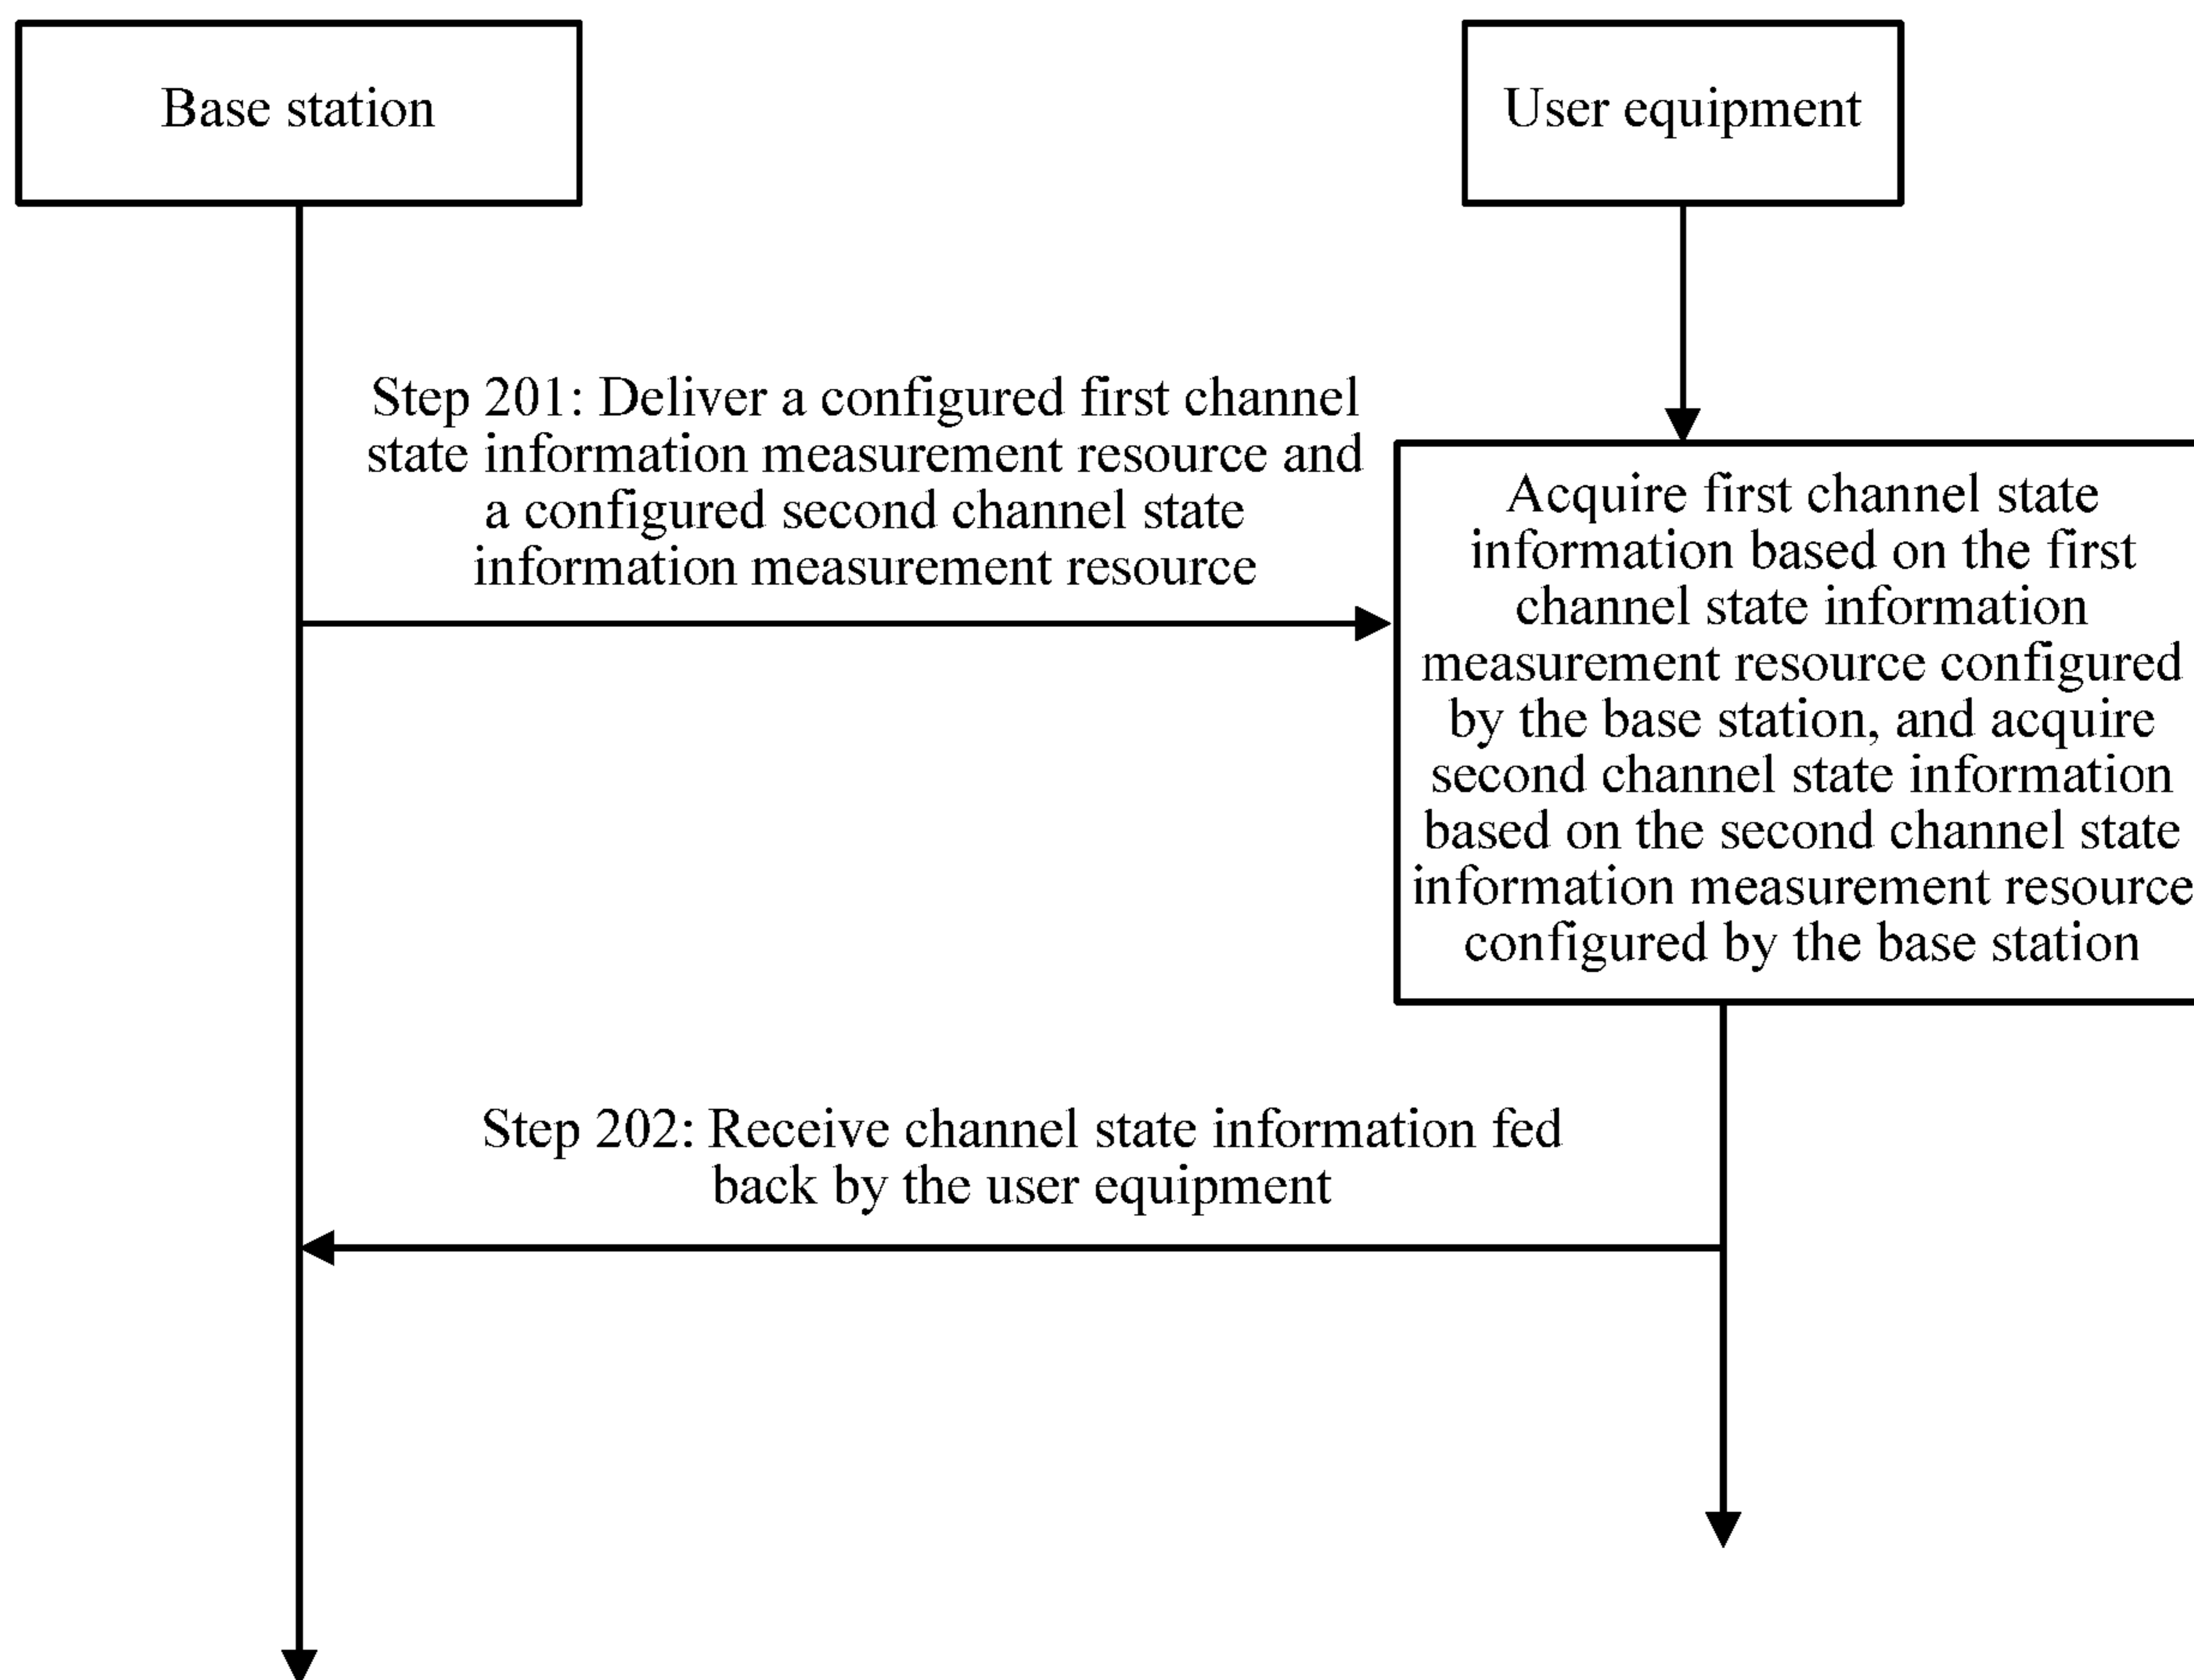 Base station
User equipment
Step 201: Deliver a configured first channel
state information measurement resource and
a configured second channel state
information measurement resource
Acquire first channel state
information based on the first
channel state information
measurement resource configured
by the base station, and acquire
second channel state information
based on the second channel state
information measurement resource
configured by the base station
Step 202: Receive channel state information fed
back by the user equipment